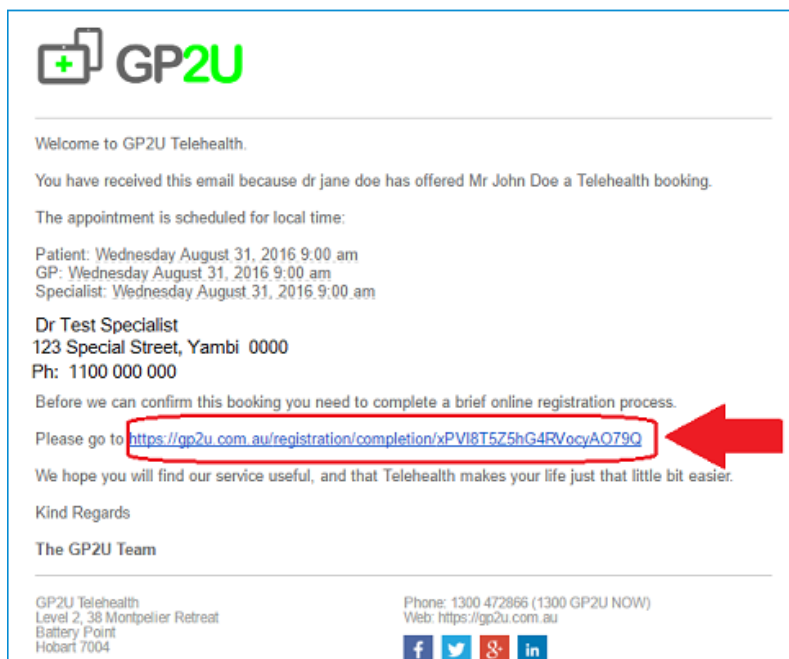 GP2U
Welcome to GP2U Telehealth.
You have received this email because dr jane doe has offered Mr John Doe a Telehealth booking.
The appointment is scheduled for local time:
Patient: Wednesday August 31, 2016 9:00 am
GP: Wednesday August 31, 2016 9:00 am
Specialist: Wednesday August 31, 2016 9:00 am
Dr Test Specialist
123 Special Street, Yambi 0000
Ph: 1100 000 000
Before we can confirm this booking you need to complete a brief online registration process.
Please go to https://gp2u.com.au/registration/completion/xPVI8T5Z5hG4RVocyAO79Q
We hope you will find our service useful, and that Telehealth makes your life just that little bit easier.
Kind Regards
The GP2U Team
GP2U Telehealth
Level 2, 38 Montpelier Retreat
Battery Point
Hobart 7004
Phone: 1300 472866 (1300 GP2U NOW)
Web: https://gp2u.com.au
f 8+ in